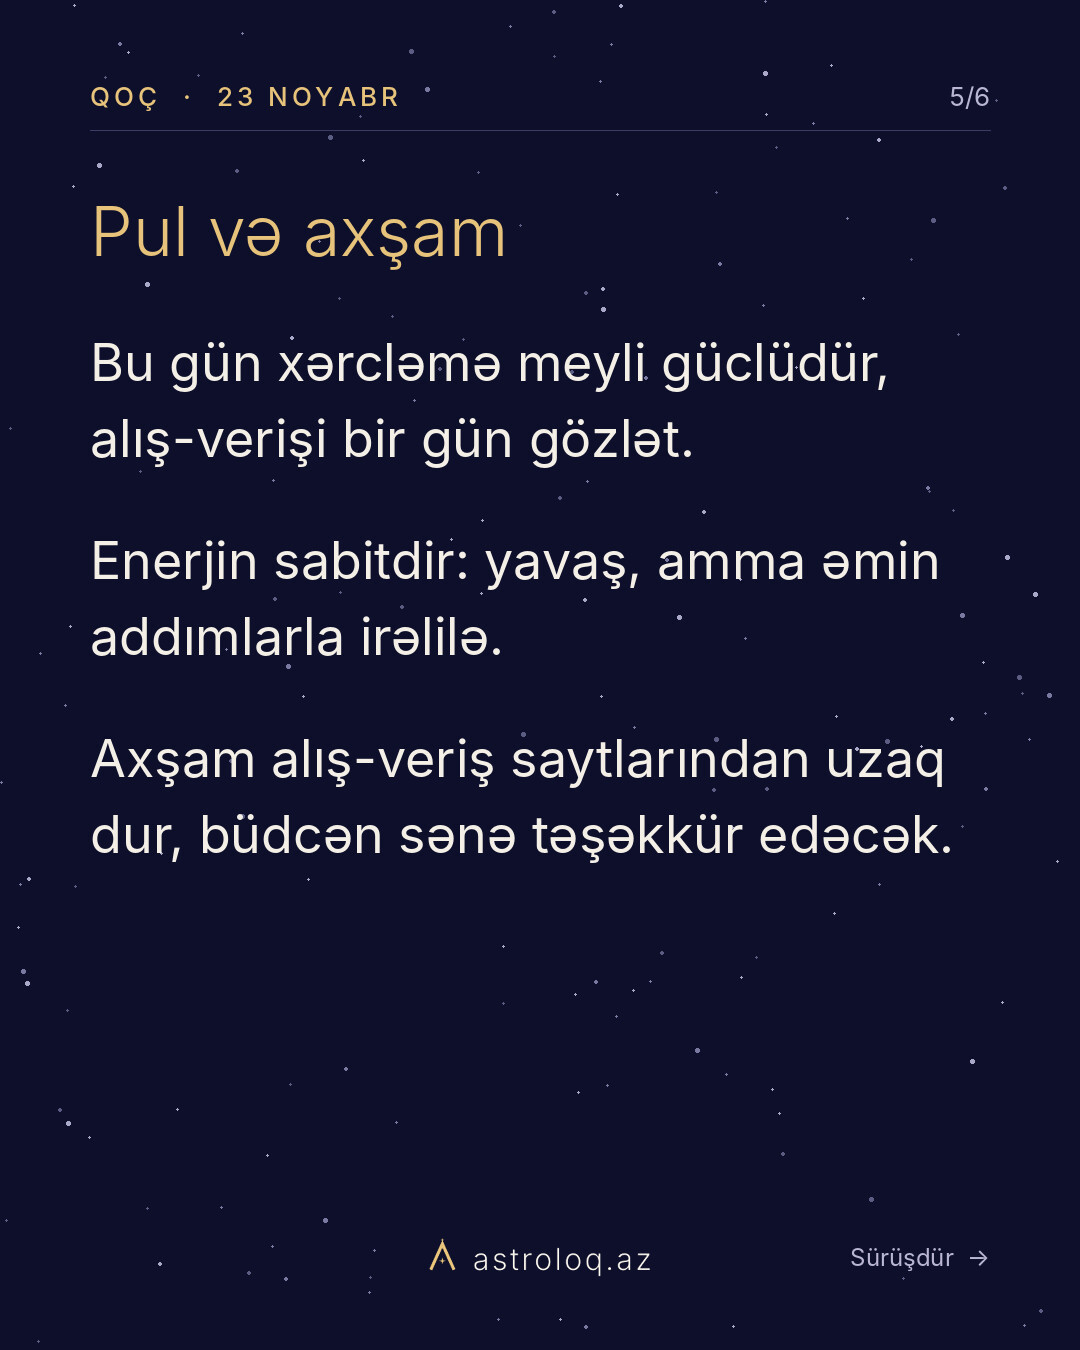 QOÇ · 23 NOYABR
5/6
Pul və axşam
Bu gün xərcləmə meyli güclüdür,
alış-verişi bir gün gözlət.
Enerjin sabitdir: yavaş, amma əmin
addımlarla irəlilə.
Axşam alış-veriş saytlarından uzaq
dur, büdcən sənə təşəkkür edəcək.
astroloq.az
Sürüşdür →